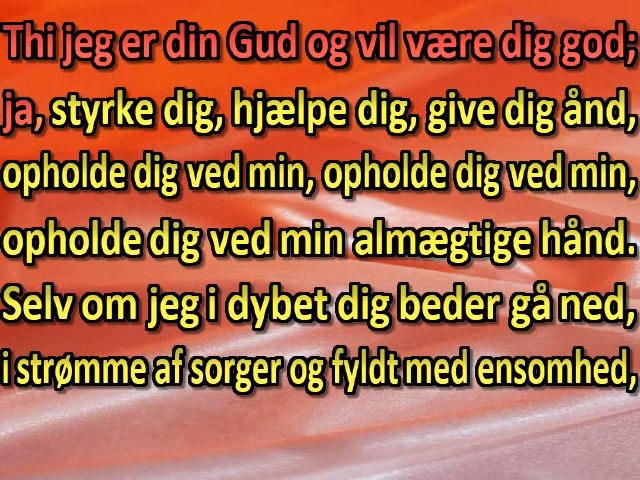 Thi jeg er din Gud og vil være dig god;
ja, styrke dig, hjælpe dig, give dig ånd,
opholde dig ved min, opholde dig ved min,
opholde dig ved min almægtige hånd.
Selv om jeg i dybet dig beder gå ned,
i strømme af sorger og fyldt med ensomhed,